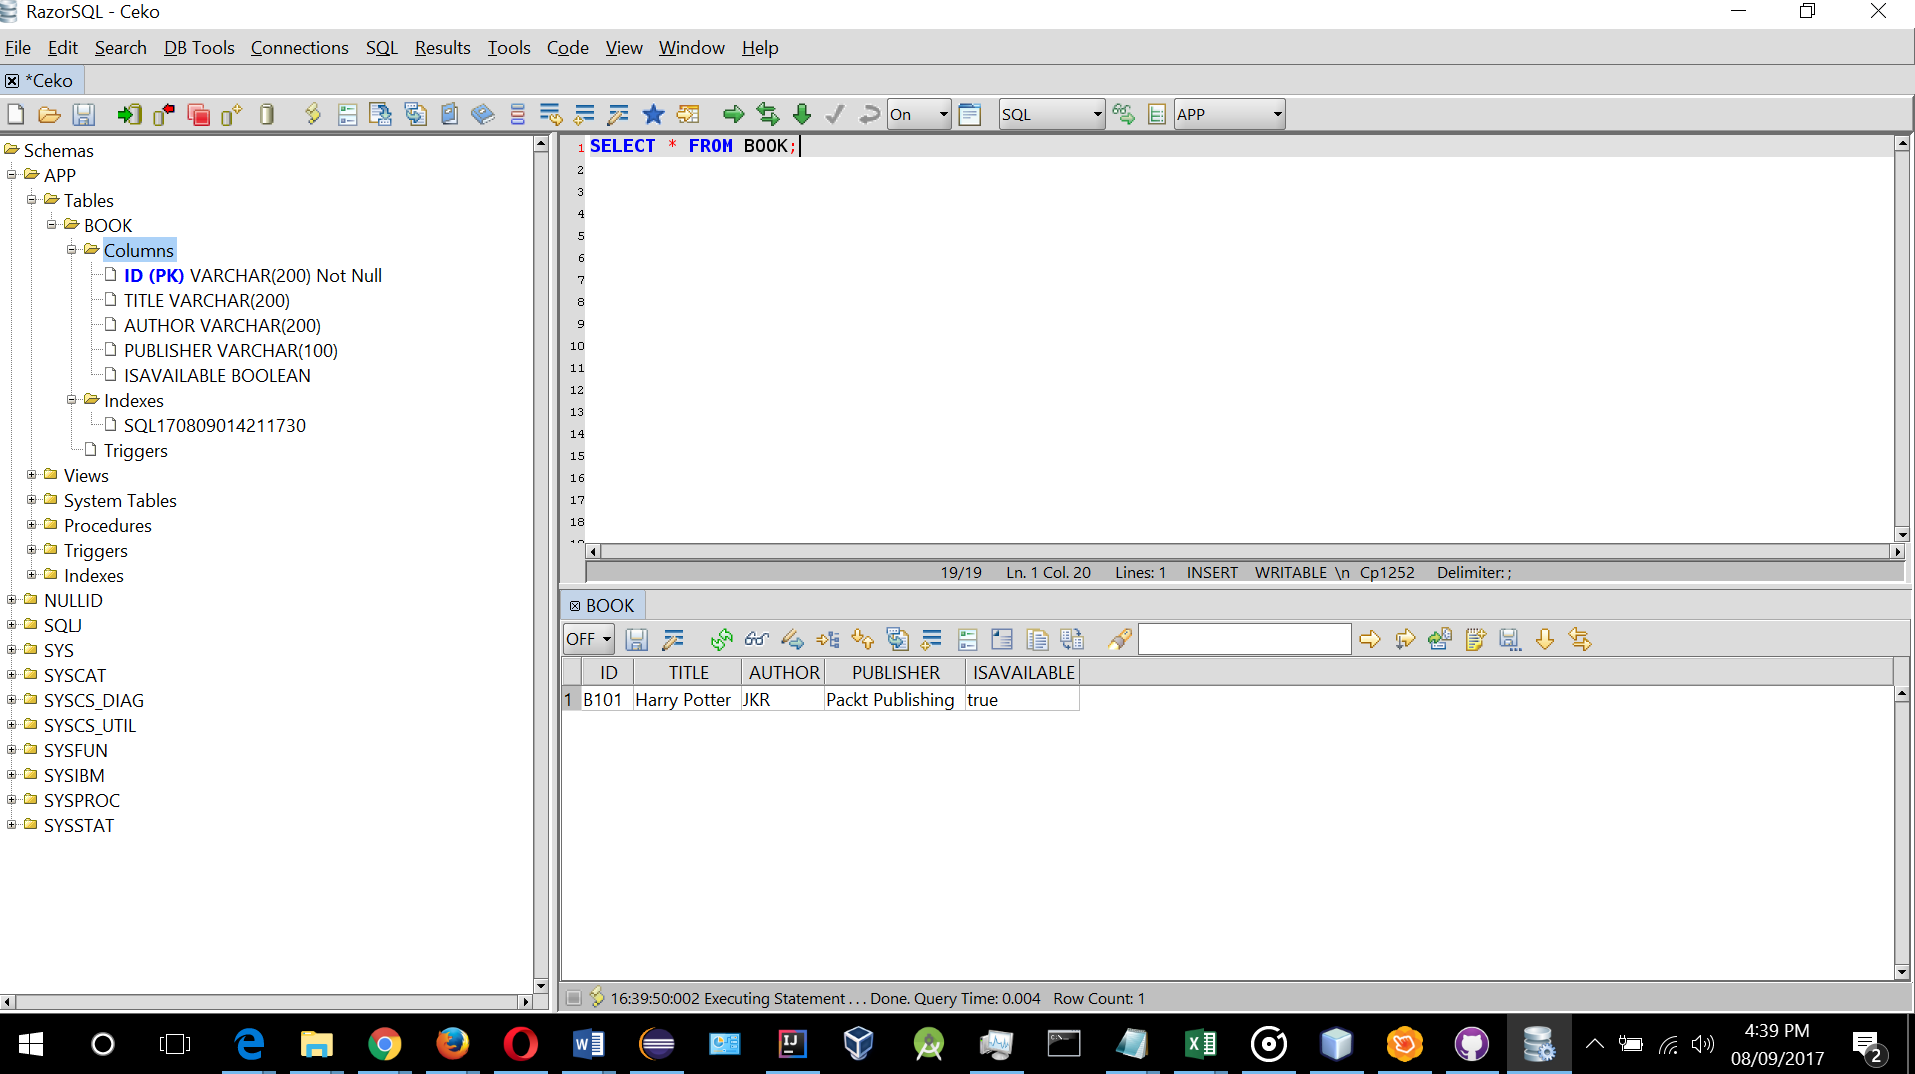 RazorSQL - Ceko
File Edit Search DB Tools Connections SQL Results Tools Code View Window Help
*Ceko
On SQL APP
Schemas
APP
Tables
BOOK
Columns
ID (PK) VARCHAR(200) Not Null
TITLE VARCHAR(200)
AUTHOR VARCHAR(200)
PUBLISHER VARCHAR(100)
ISAVAILABLE BOOLEAN
Indexes
SQL170809014211730
Triggers
Views
System Tables
Procedures
Triggers
Indexes
NULLID
SQLJ
SYS
SYSCAT
SYSCS_DIAG
SYSCS_UTIL
SYSFUN
SYSIBM
SYSPROC
SYSSTAT
1 SELECT * FROM BOOK;
2
3
4
5
6
7
8
9
10
11
12
13
14
15
16
17
18
19/19 Ln. 1 Col. 20 Lines: 1 INSERT WRITABLE \n Cp1252 Delimiter: ;
BOOK
OFF
ID TITLE AUTHOR PUBLISHER ISAVAILABLE
1 B101 Harry Potter JKR Packt Publishing true
16:39:50:002 Executing Statement . . . Done. Query Time: 0.004 Row Count: 1
4:39 PM
08/09/2017
2